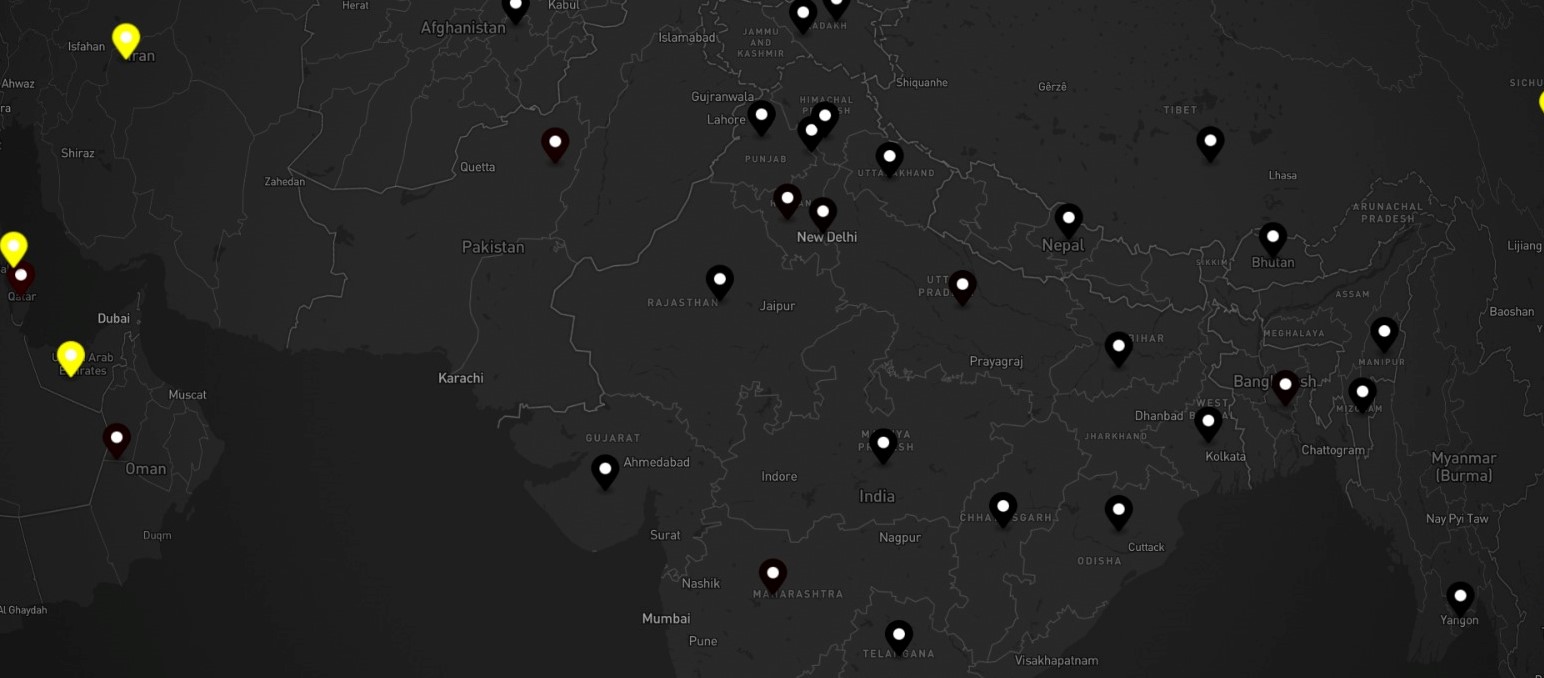 Herat
Kabul
Afghanistan
LADAKH
JAMMU
AND
KASHMIR
Islamabad
Isfahan
Iran
Ahwaz
Shiquanhe
Gêrzê
Gujranwala
HIMACHAL
Lahore
TIBET
Shiraz
PUNJAB
Quetta
UTTARAKHAND
Zahedan
Lhasa
ARUNACHAL
PRADESH
New Delhi
Pakistan
Nepal
Lijiang
Bhutan
SIKKIM
Qatar
UTTAR
PRADESH
ASSAM
RAJASTHAN
Jaipur
Baoshan
Dubai
MEGHALAYA
BIHAR
United Arab
Emirates
Prayagraj
MANIPUR
Karachi
Bangladesh
Muscat
WEST
BENGAL
MIZORAM
Dhanbad
GUJARAT
MADHYA
PRADESH
JHARKHAND
Chattogram
Kolkata
Ahmedabad
Myanmar
(Burma)
Oman
Indore
India
CHHATTISGARH
Nay Pyi Taw
Duqm
Surat
Nagpur
Cuttack
ODISHA
Nashik
MAHARASHTRA
Al Ghaydah
Mumbai
Yangon
Pune
TELANGANA
Visakhapatnam